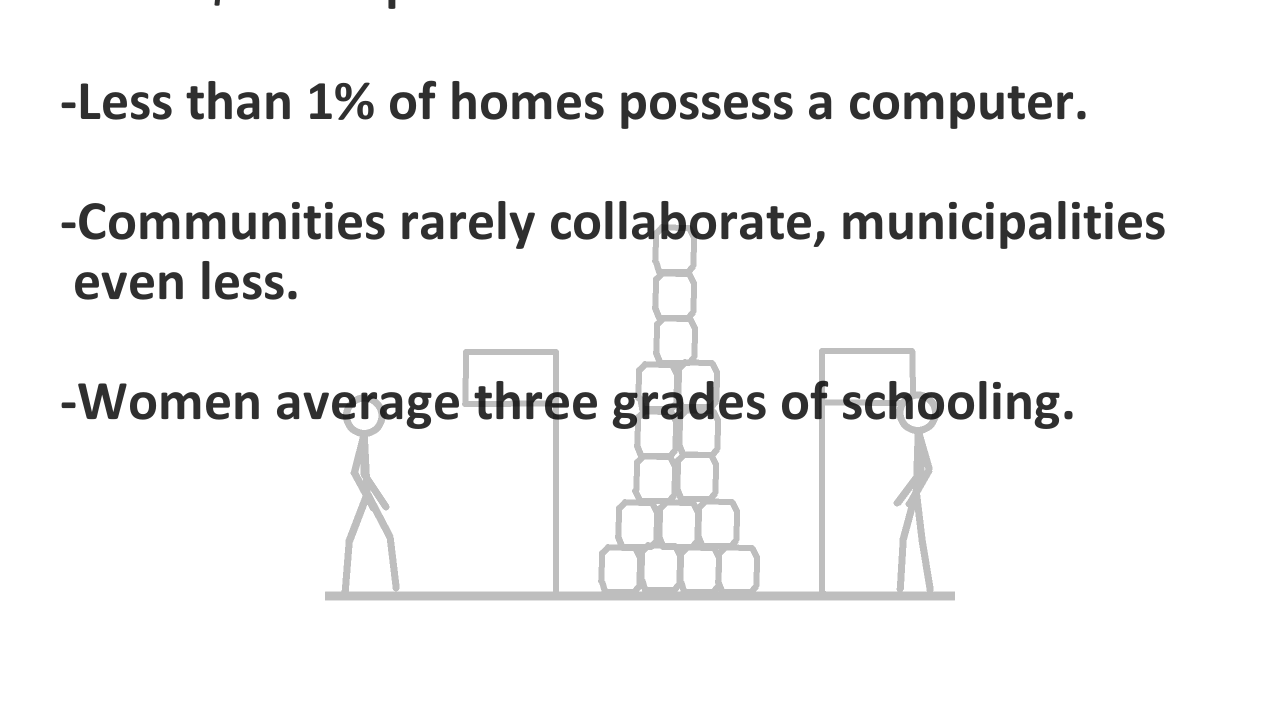 -Less than 1% of homes possess a computer.
-Communities rarely collaborate, municipalities
even less.
-Women average three grades of schooling.